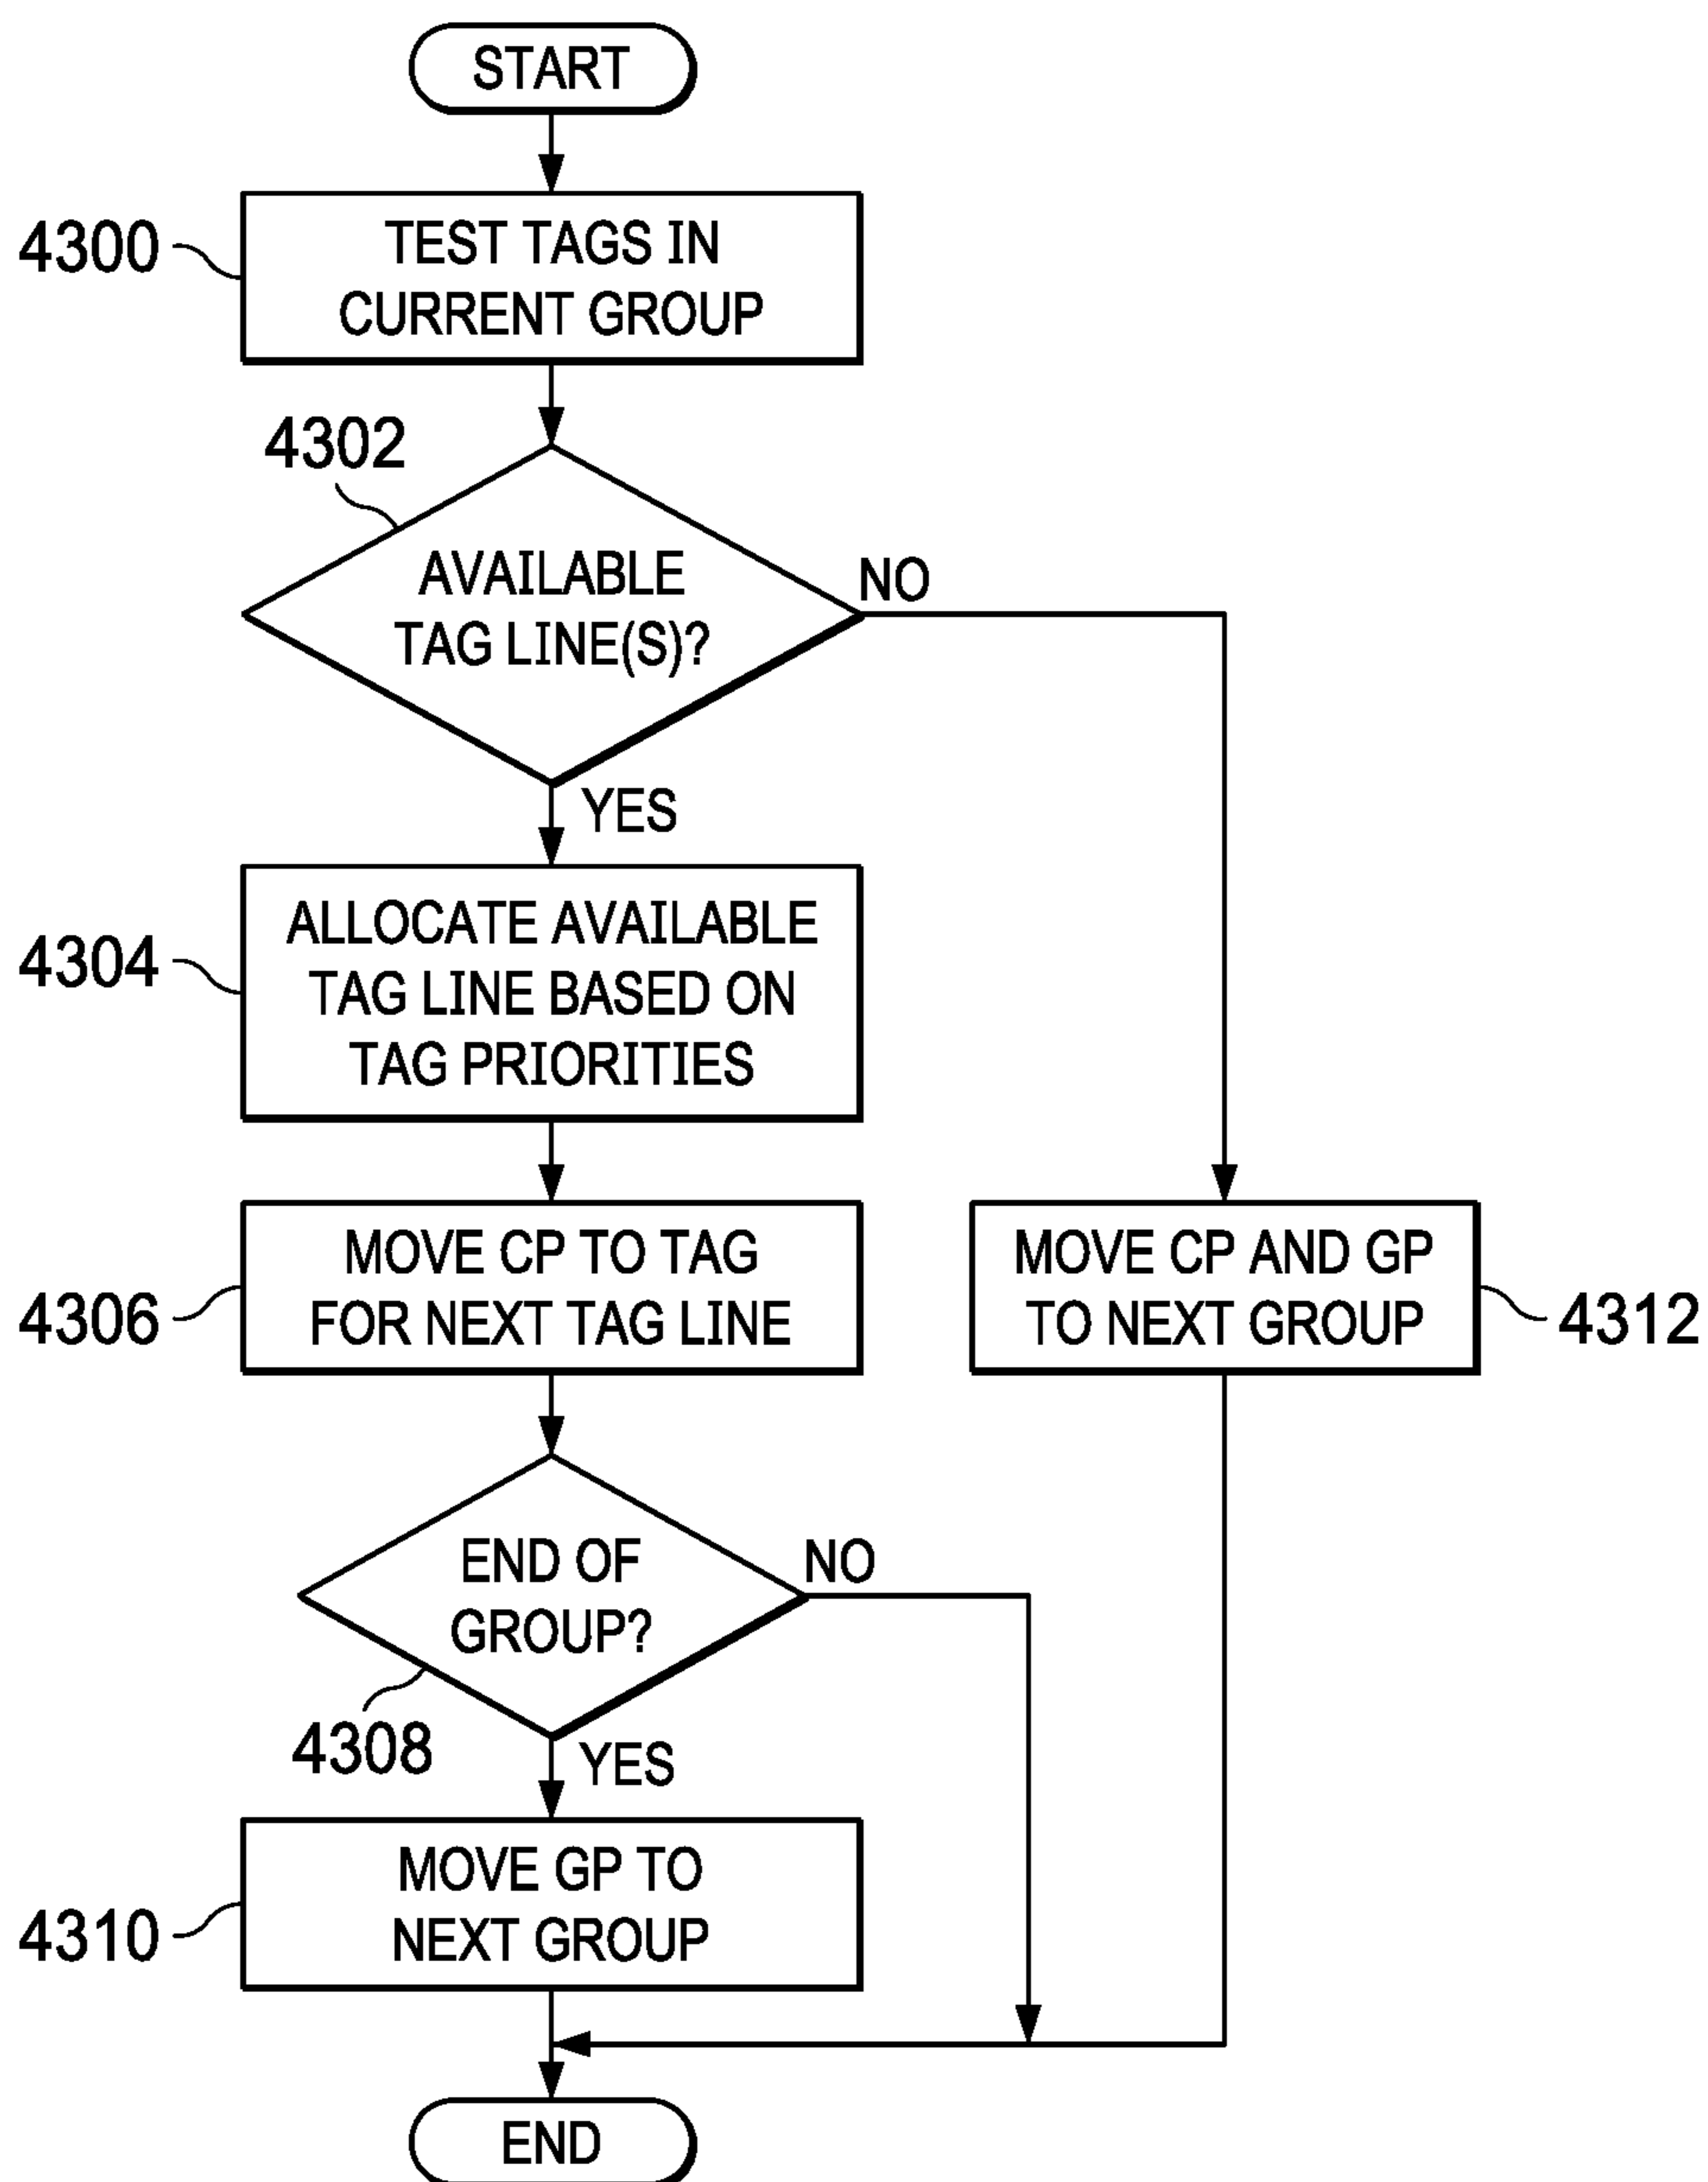 START
4300
TEST TAGS IN
CURRENT GROUP
4302
AVAILABLE
TAG LINE(S)?
NO
YES
4304
ALLOCATE AVAILABLE
TAG LINE BASED ON
TAG PRIORITIES
4306
MOVE CP TO TAG
FOR NEXT TAG LINE
MOVE CP AND GP
TO NEXT GROUP
4312
END OF
GROUP?
NO
4308
YES
4310
MOVE GP TO
NEXT GROUP
END